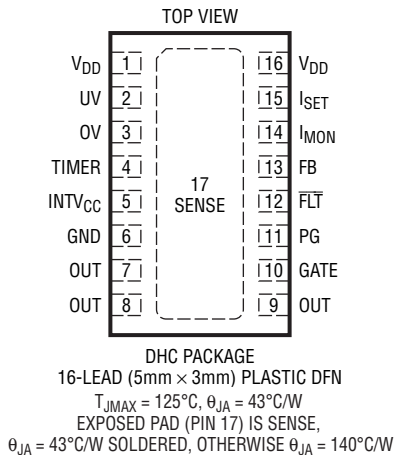 TOP VIEW
VDD 1 16 VDD
UV 2 15 ISET
OV 3 14 IMON
TIMER 4 13 FB
17
SENSE
INTVCC 5 12 FLT
GND 6 11 PG
OUT 7 10 GATE
OUT 8 9 OUT
DHC PACKAGE
16-LEAD (5mm × 3mm) PLASTIC DFN
TJMAX = 125°C, θJA = 43°C/W
EXPOSED PAD (PIN 17) IS SENSE,
θJA = 43°C/W SOLDERED, OTHERWISE θJA = 140°C/W